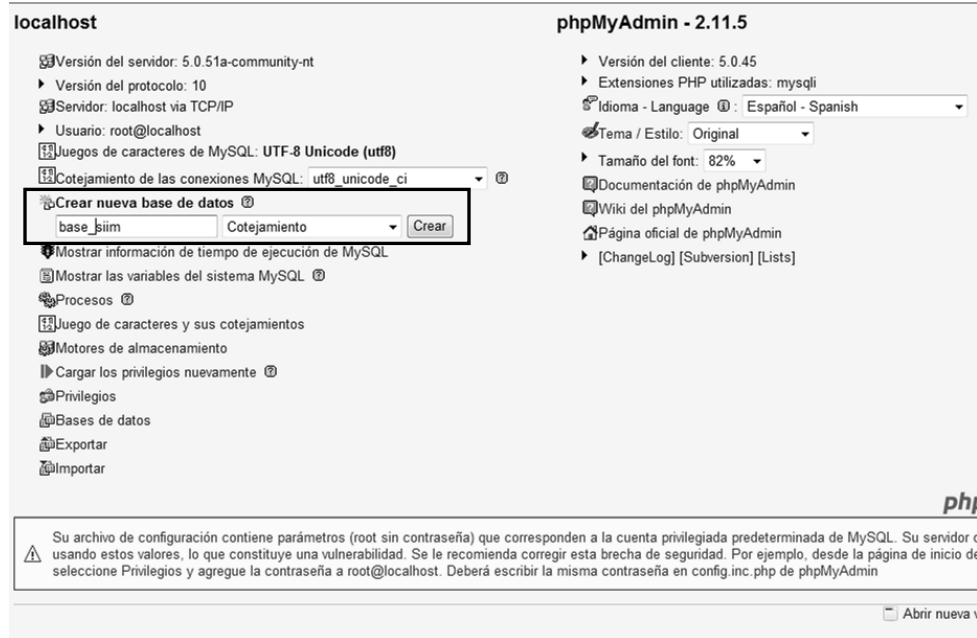 localhost
Versión del servidor: 5.0.51a-community-nt
Versión del protocolo: 10
Servidor: localhost via TCP/IP
Usuario: root@localhost
Juegos de caracteres de MySQL: UTF-8 Unicode (utf8)
Cotejamiento de las conexiones MySQL: utf8_unicode_ci
Crear nueva base de datos
base_siim Cotejamiento Crear
Mostrar información de tiempo de ejecución de MySQL
Mostrar las variables del sistema MySQL
Procesos
Juego de caracteres y sus cotejamientos
Motores de almacenamiento
Cargar los privilegios nuevamente
Privilegios
Bases de datos
Exportar
Importar
phpMyAdmin - 2.11.5
Versión del cliente: 5.0.45
Extensiones PHP utilizadas: mysqli
Idioma - Language : Español - Spanish
Tema / Estilo: Original
Tamaño del font: 82%
Documentación de phpMyAdmin
Wiki del phpMyAdmin
Página oficial de phpMyAdmin
[ChangeLog] [Subversion] [Lists]
php
Su archivo de configuración contiene parámetros (root sin contraseña) que corresponden a la cuenta privilegiada predeterminada de MySQL. Su servidor
usando estos valores, lo que constituye una vulnerabilidad. Se le recomienda corregir esta brecha de seguridad. Por ejemplo, desde la página de inicio de
seleccione Privilegios y agregue la contraseña a root@localhost. Deberá escribir la misma contraseña en config.inc.php de phpMyAdmin
Abrir nueva